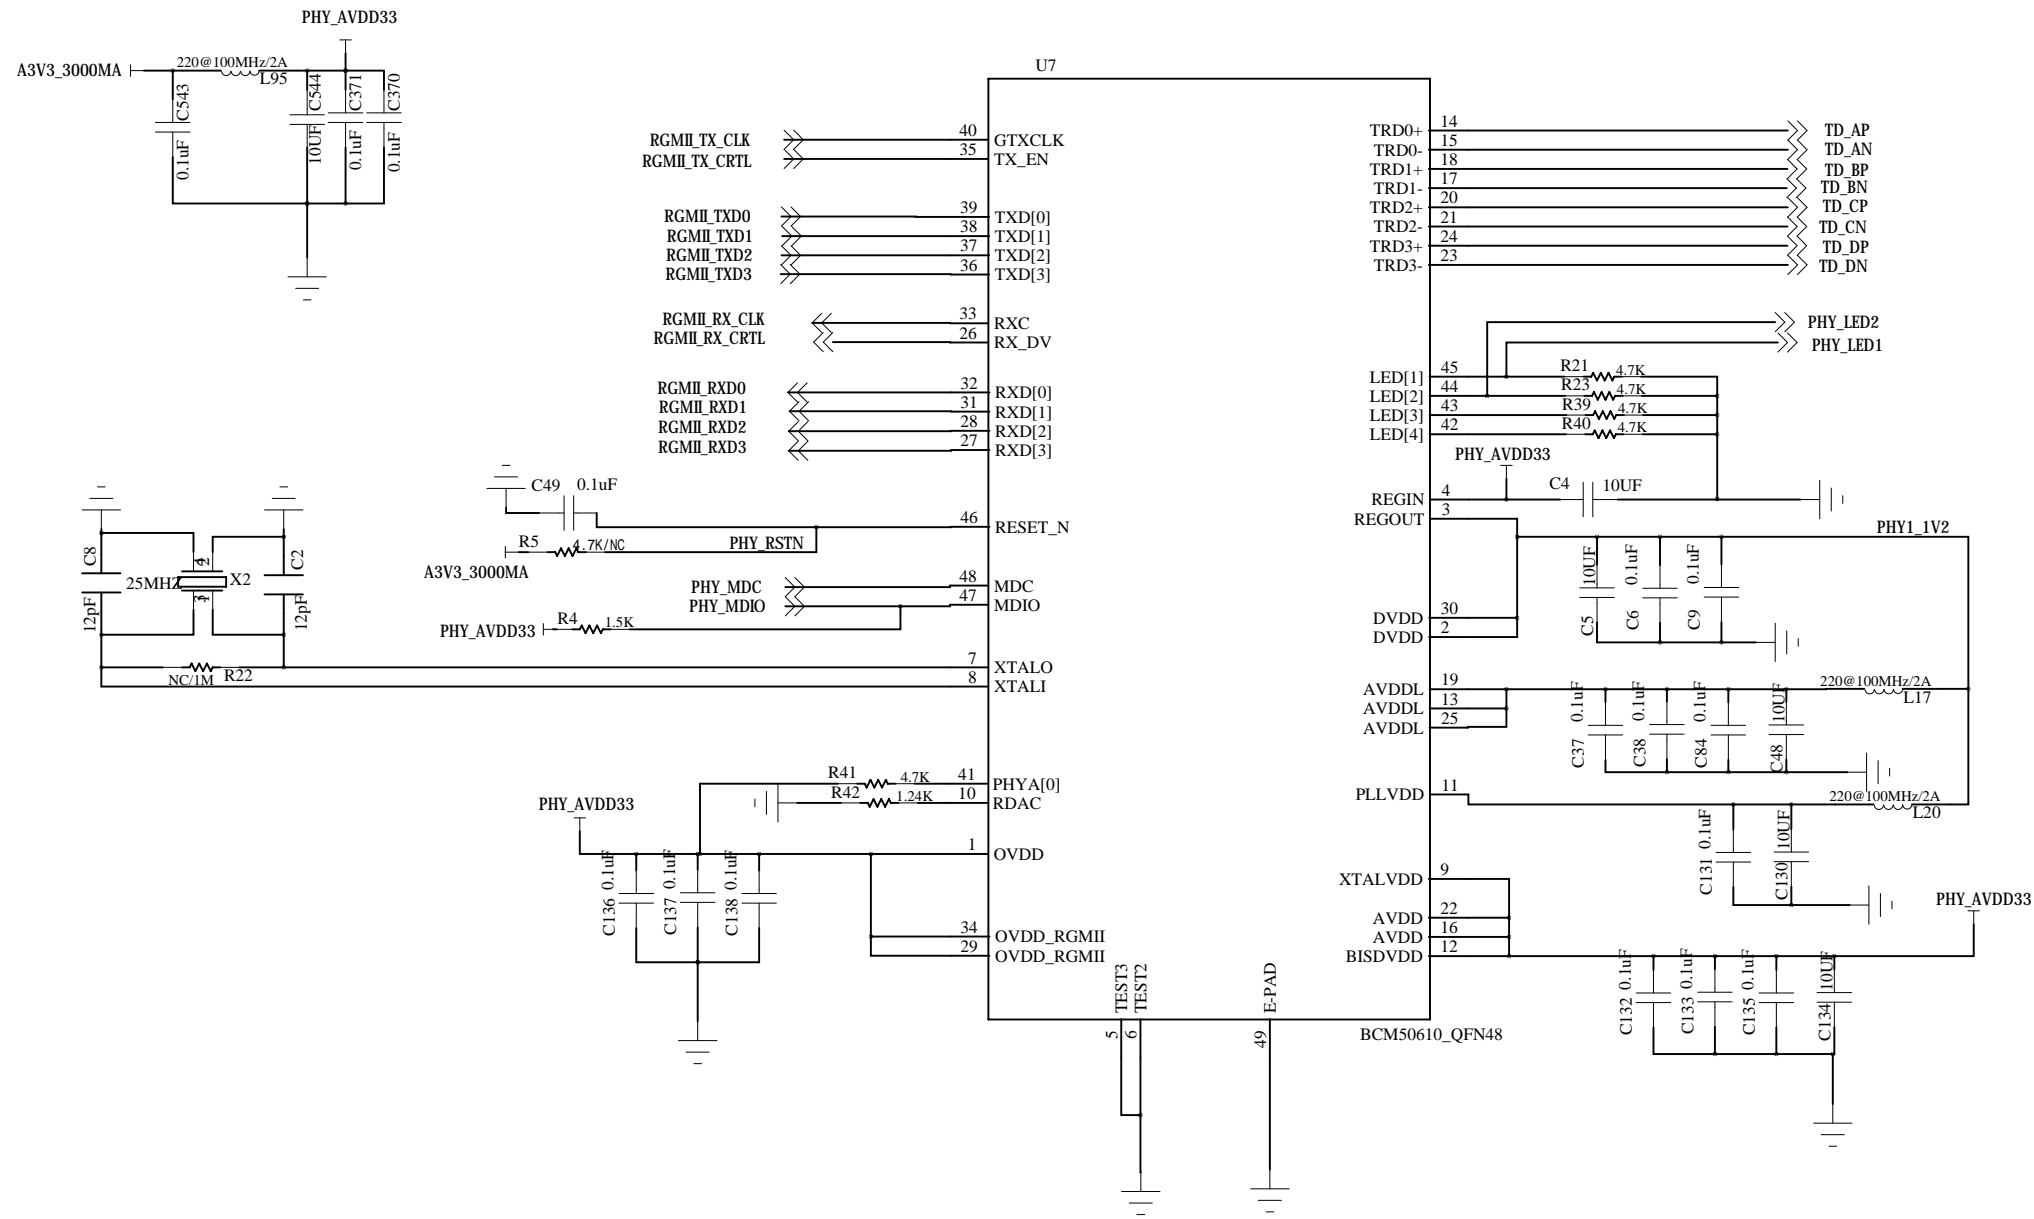 PHY_AVDD33
A3V3_3000MA
220@100MHz/2A
L95
C543
0.1uF
C544
10UF
C371
0.1uF
C370
0.1uF
U7
RGMII_TX_CLK
40
GTXCLK
RGMII_TX_CRTL
35
TX_EN
RGMII_TXD0
39
TXD[0]
RGMII_TXD1
38
TXD[1]
RGMII_TXD2
37
TXD[2]
RGMII_TXD3
36
TXD[3]
RGMII_RX_CLK
33
RXC
RGMII_RX_CRTL
26
RX_DV
RGMII_RXD0
32
RXD[0]
RGMII_RXD1
31
RXD[1]
RGMII_RXD2
28
RXD[2]
RGMII_RXD3
27
RXD[3]
C49
0.1uF
46
RESET_N
R5
4.7K/NC
PHY_RSTN
A3V3_3000MA
PHY_MDC
48
MDC
PHY_MDIO
47
MDIO
PHY_AVDD33
R4
1.5K
C8
12pF
25MHZ
4
2
3
1
X2
C2
12pF
NC/1M
R22
7
XTALO
8
XTALI
R41
4.7K
41
PHYA[0]
R42
1.24K
10
RDAC
PHY_AVDD33
1
OVDD
C136
0.1uF
C137
0.1uF
C138
0.1uF
34
OVDD_RGMII
29
OVDD_RGMII
TEST3
5
TEST2
6
E-PAD
49
BCM50610_QFN48
TRD0+
14
TD_AP
TRD0-
15
TD_AN
TRD1+
18
TD_BP
TRD1-
17
TD_BN
TRD2+
20
TD_CP
TRD2-
21
TD_CN
TRD3+
24
TD_DP
TRD3-
23
TD_DN
PHY_LED2
PHY_LED1
LED[1]
45
R21
4.7K
LED[2]
44
R23
4.7K
LED[3]
43
R39
4.7K
LED[4]
42
R40
4.7K
PHY_AVDD33
REGIN
4
C4
10UF
REGOUT
3
PHY1_1V2
C5
10UF
C6
0.1uF
C9
0.1uF
DVDD
30
DVDD
2
AVDDL
19
220@100MHz/2A
L17
AVDDL
13
AVDDL
25
C37
0.1uF
C38
0.1uF
C84
0.1uF
C48
10UF
PLLVDD
11
220@100MHz/2A
L20
C131
0.1uF
C130
10UF
XTALVDD
9
AVDD
22
AVDD
16
BISDVDD
12
PHY_AVDD33
C132
0.1uF
C133
0.1uF
C135
0.1uF
C134
10UF